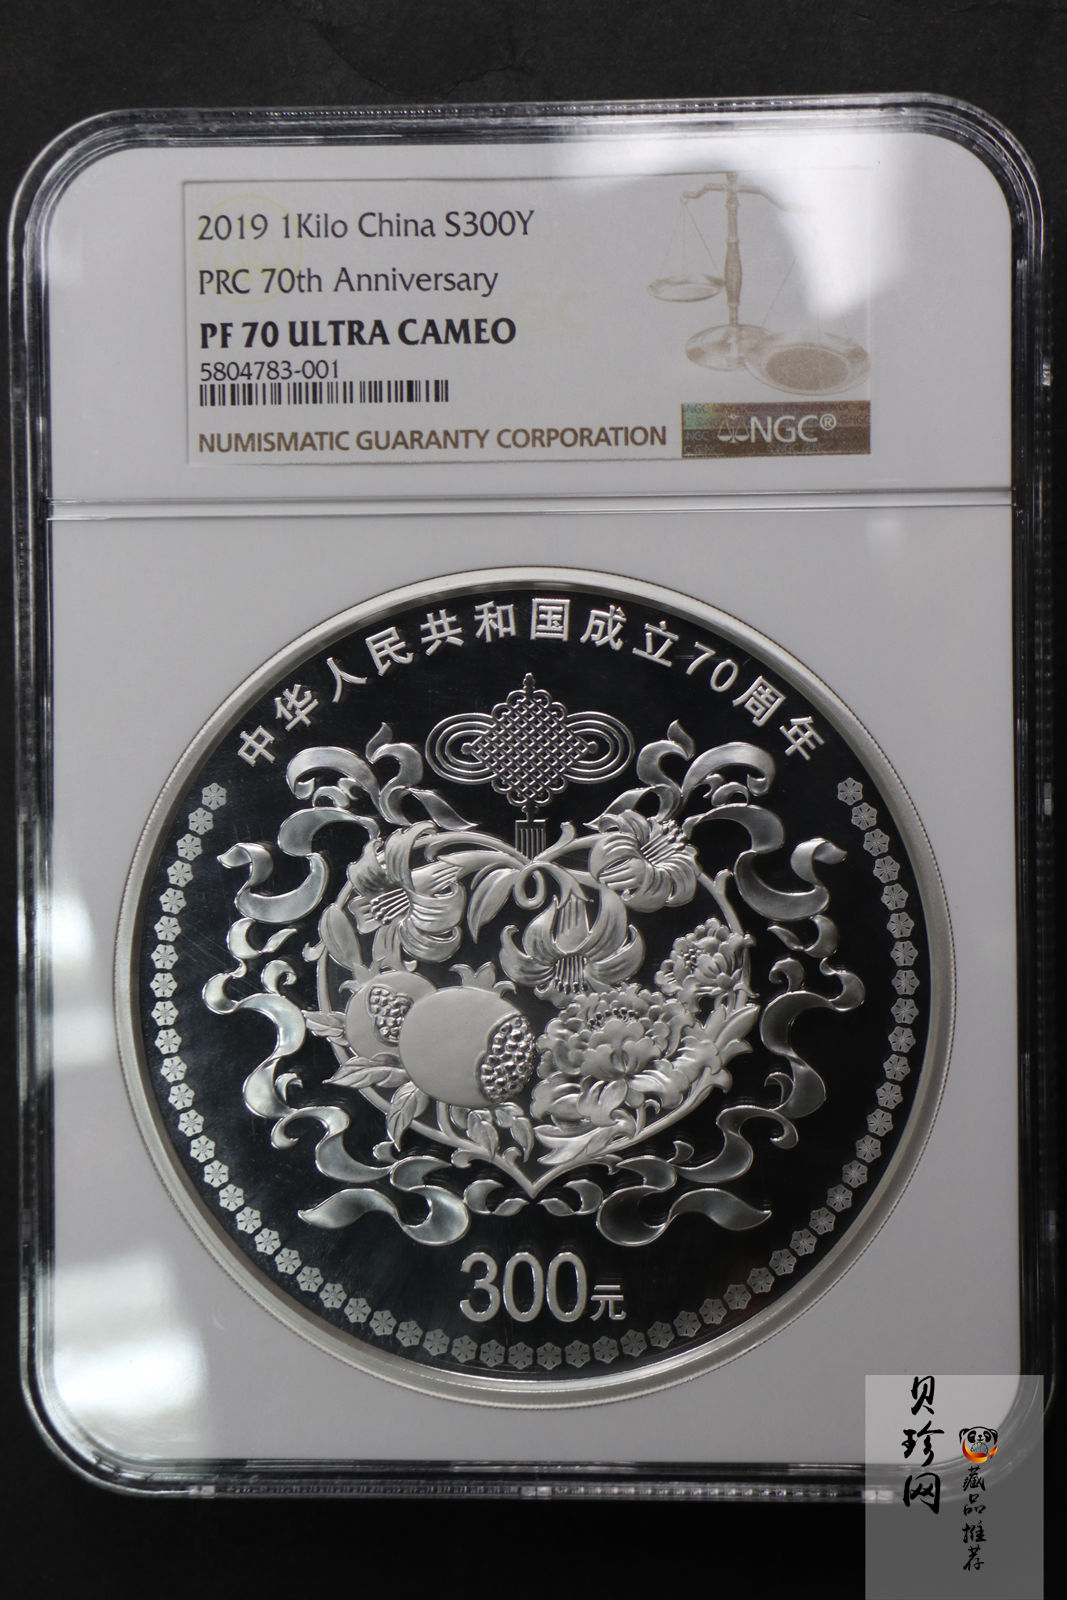 2019 1Kilo China S300Y
PRC 70th Anniversary
PF 70 ULTRA CAMEO
5804783-001
NUMISMATIC GUARANTY CORPORATION
NGC®
中华人民共和国成立70周年
300元
贝珍网
藏品推荐